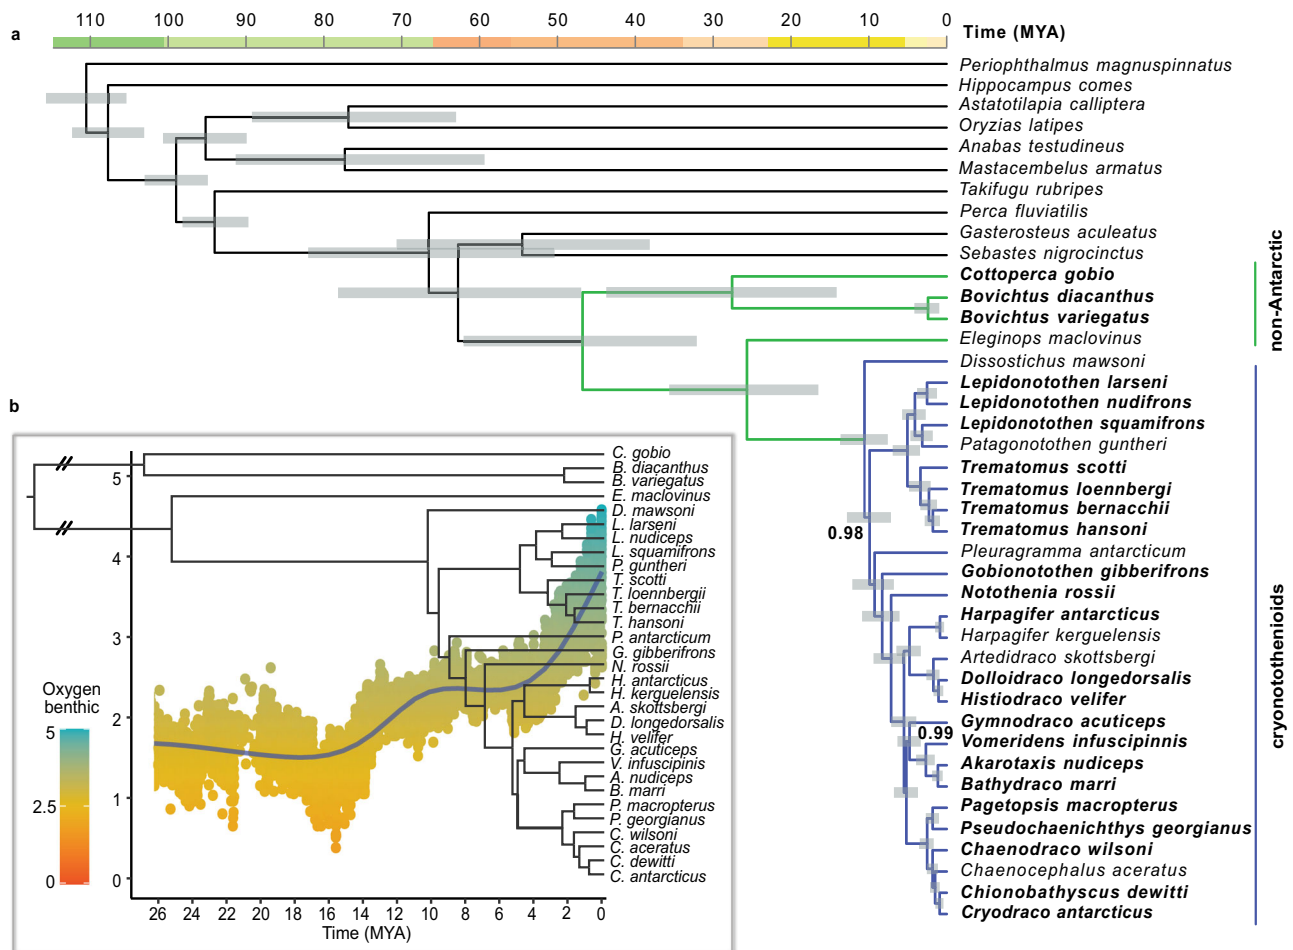 110 100 90 80 70 60 50 40 30 20 10 0
Time (MYA)
a
Periophthalmus magnuspinnatus
Hippocampus comes
Astatotilapia calliptera
Oryzias latipes
Anabas testudineus
Mastacembelus armatus
Takifugu rubripes
Perca fluviatilis
Gasterosteus aculeatus
Sebastes nigrocinctus
Cottoperca gobio
Bovichtus diacanthus
Bovichtus variegatus
Eleginops maclovinus
non-Antarctic
Dissostichus mawsoni
Lepidonotothen larseni
Lepidonotothen nudifrons
Lepidonotothen squamifrons
Patagonotothen guntheri
Trematomus scotti
Trematomus loennbergi
Trematomus bernacchii
Trematomus hansoni
0.98
Pleuragramma antarcticum
Gobionotothen gibberifrons
Notothenia rossii
Harpagifer antarcticus
Harpagifer kerguelensis
Artedidraco skottsbergi
Dolloidraco longedorsalis
Histiodraco velifer
Gymnodraco acuticeps
0.99
Vomeridens infuscipinnis
Akarotaxis nudiceps
Bathydraco marri
Pagetopsis macropterus
Pseudochaenichthys georgianus
Chaenodraco wilsoni
Chaenocephalus aceratus
Chionobathyscus dewitti
Cryodraco antarcticus
cryonotothenioids
b
C. gobio
B. diacanthus
B. variegatus
E. maclovinus
D. mawsoni
L. larseni
L. nudiceps
L. squamifrons
P. guntheri
T. scotti
T. loennbergii
T. bernacchii
T. hansoni
P. antarcticum
G. gibberifrons
N. rossii
H. antarcticus
H. kerguelensis
A. skottsbergi
D. longedorsalis
H. velifer
G. acuticeps
V. infuscipinis
A. nudiceps
B. marri
P. macropterus
P. georgianus
C. wilsoni
C. aceratus
C. dewitti
C. antarcticus
5
4
3
2
1
0
Oxygen
benthic
5
2.5
0
26 24 22 20 18 16 14 12 10 8 6 4 2 0
Time (MYA)